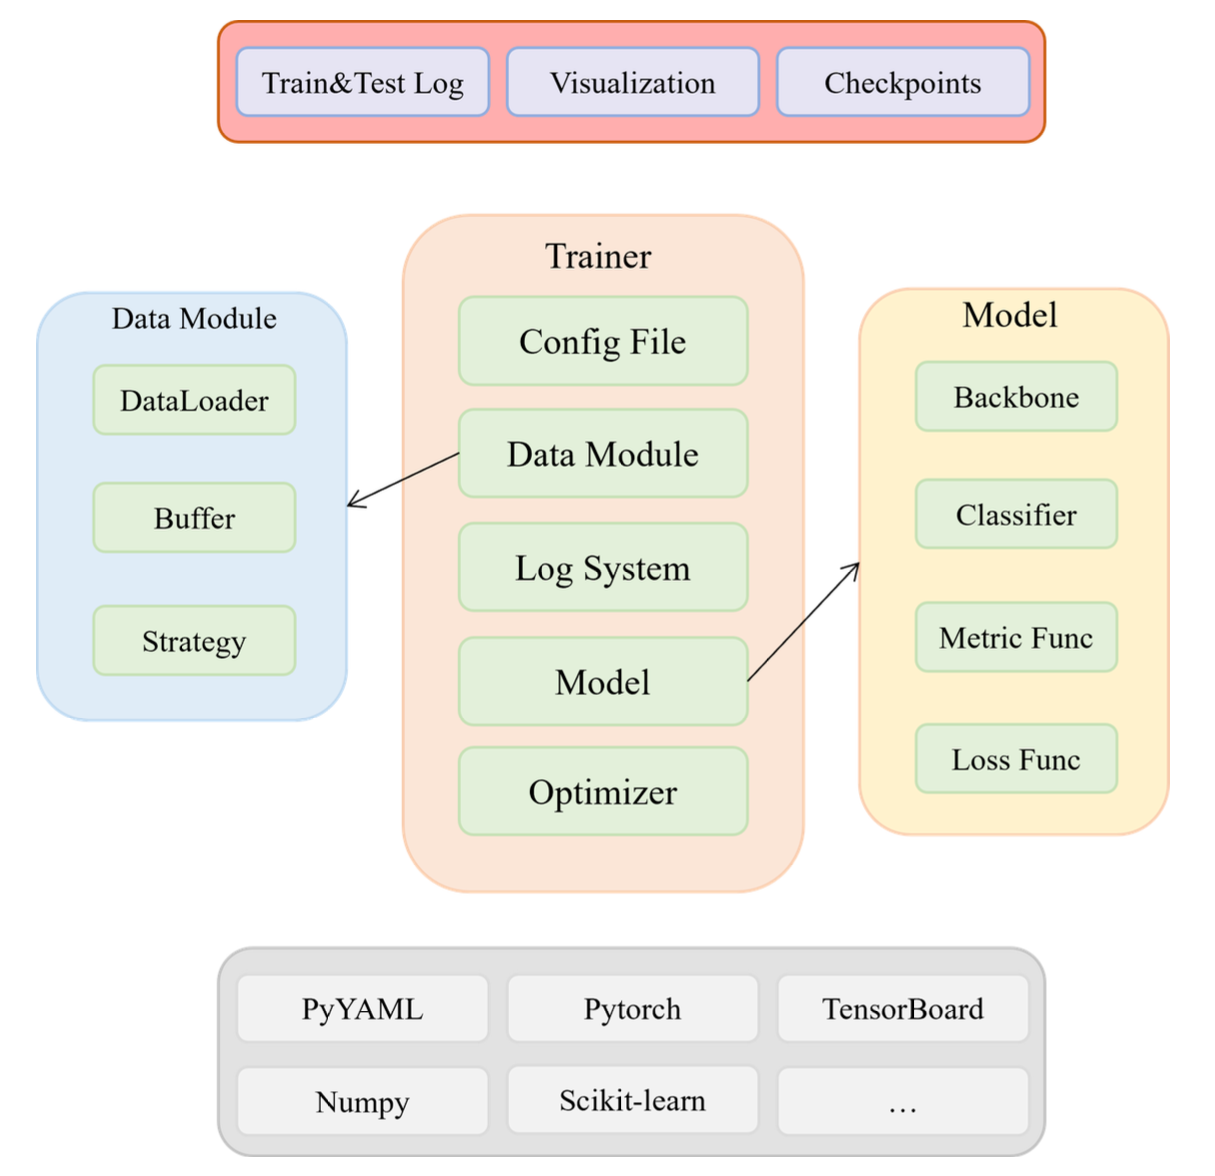 Train&Test Log
Visualization
Checkpoints
Trainer
Config File
Data Module
Log System
Model
Optimizer
Data Module
DataLoader
Buffer
Strategy
Model
Backbone
Classifier
Metric Func
Loss Func
PyYAML
Pytorch
TensorBoard
Numpy
Scikit-learn
…